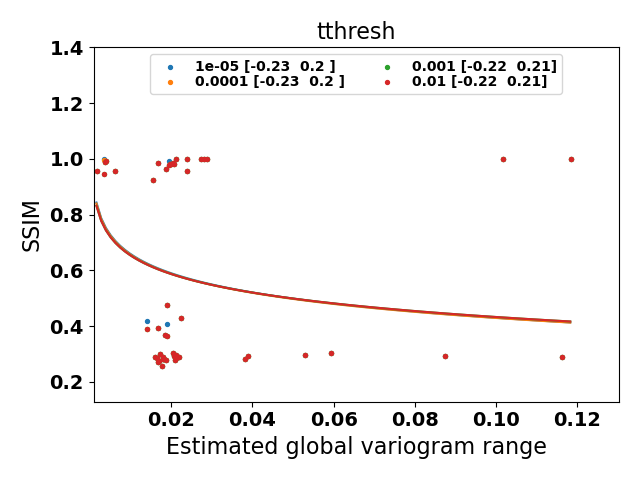 tthresh
1e-05 [-0.23  0.2 ]
0.0001 [-0.23  0.2 ]
0.001 [-0.22  0.21]
0.01 [-0.22  0.21]
1.4
1.2
1.0
0.8
0.6
0.4
0.2
SSIM
0.02 0.04 0.06 0.08 0.10 0.12
Estimated global variogram range